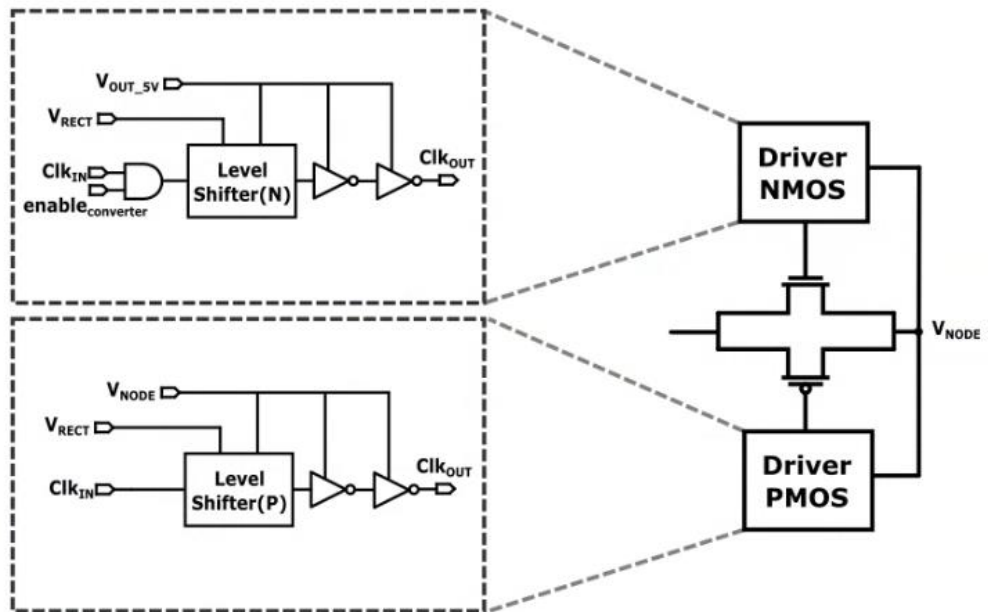 V_OUT_5V
V_RECT
Clk_IN
enable_converter
Level
Shifter(N)
Clk_OUT
V_NODE
V_RECT
Clk_IN
Level
Shifter(P)
Clk_OUT
Driver
NMOS
V_NODE
Driver
PMOS